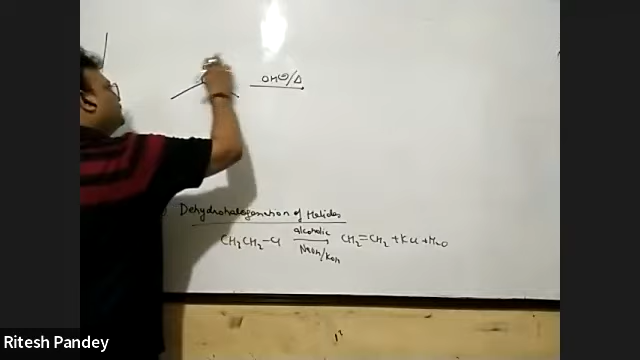 OH⊖/Δ
Dehydrohalogenation of Halides
CH3CH2-Cl alcoholic NaOH/KOH CH2=CH2 + KCl + H2O
Ritesh Pandey